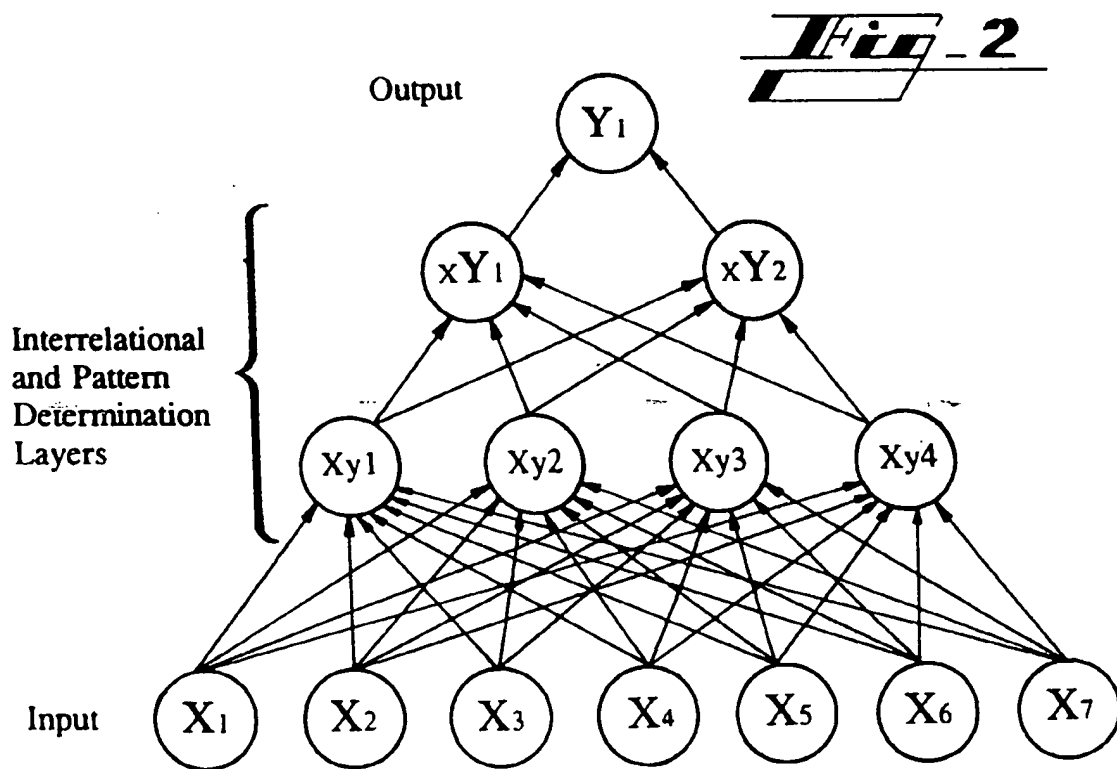 Fig_2
Output
Y1
xY1 xY2
Interrelational
and Pattern
Determination
Layers
Xy1 Xy2 Xy3 Xy4
Input
X1 X2 X3 X4 X5 X6 X7